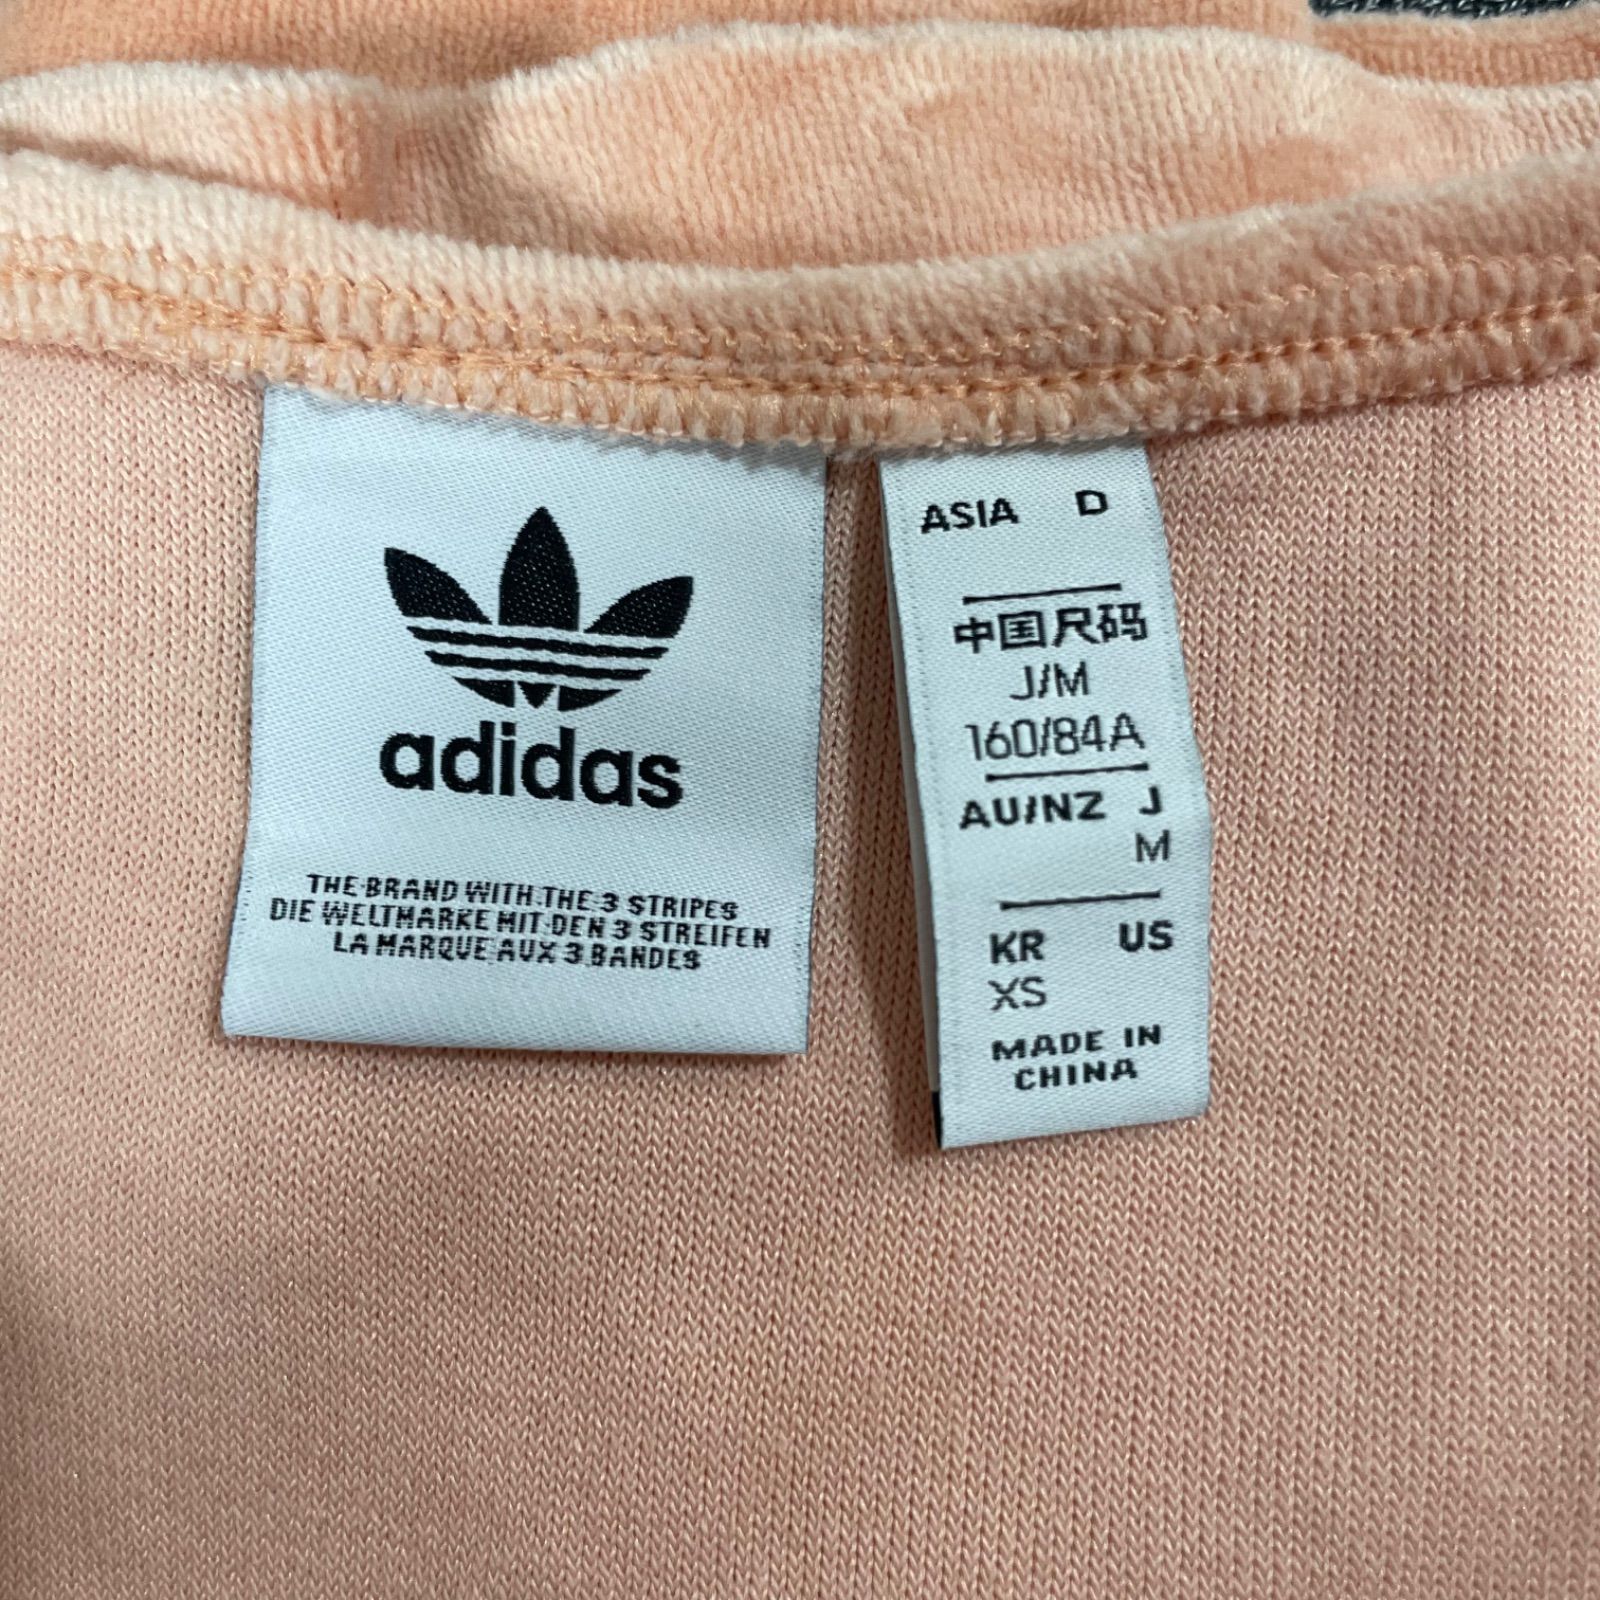 adidas
THE BRAND WITH THE 3 STRIPES
DIE WELTMARKE MIT DEN 3 STREIFEN
LA MARQUE AUX 3 BANDES
ASIA D
中国尺码
J/M
160/84A
AU/NZ J
M
KR US
XS
MADE IN
CHINA